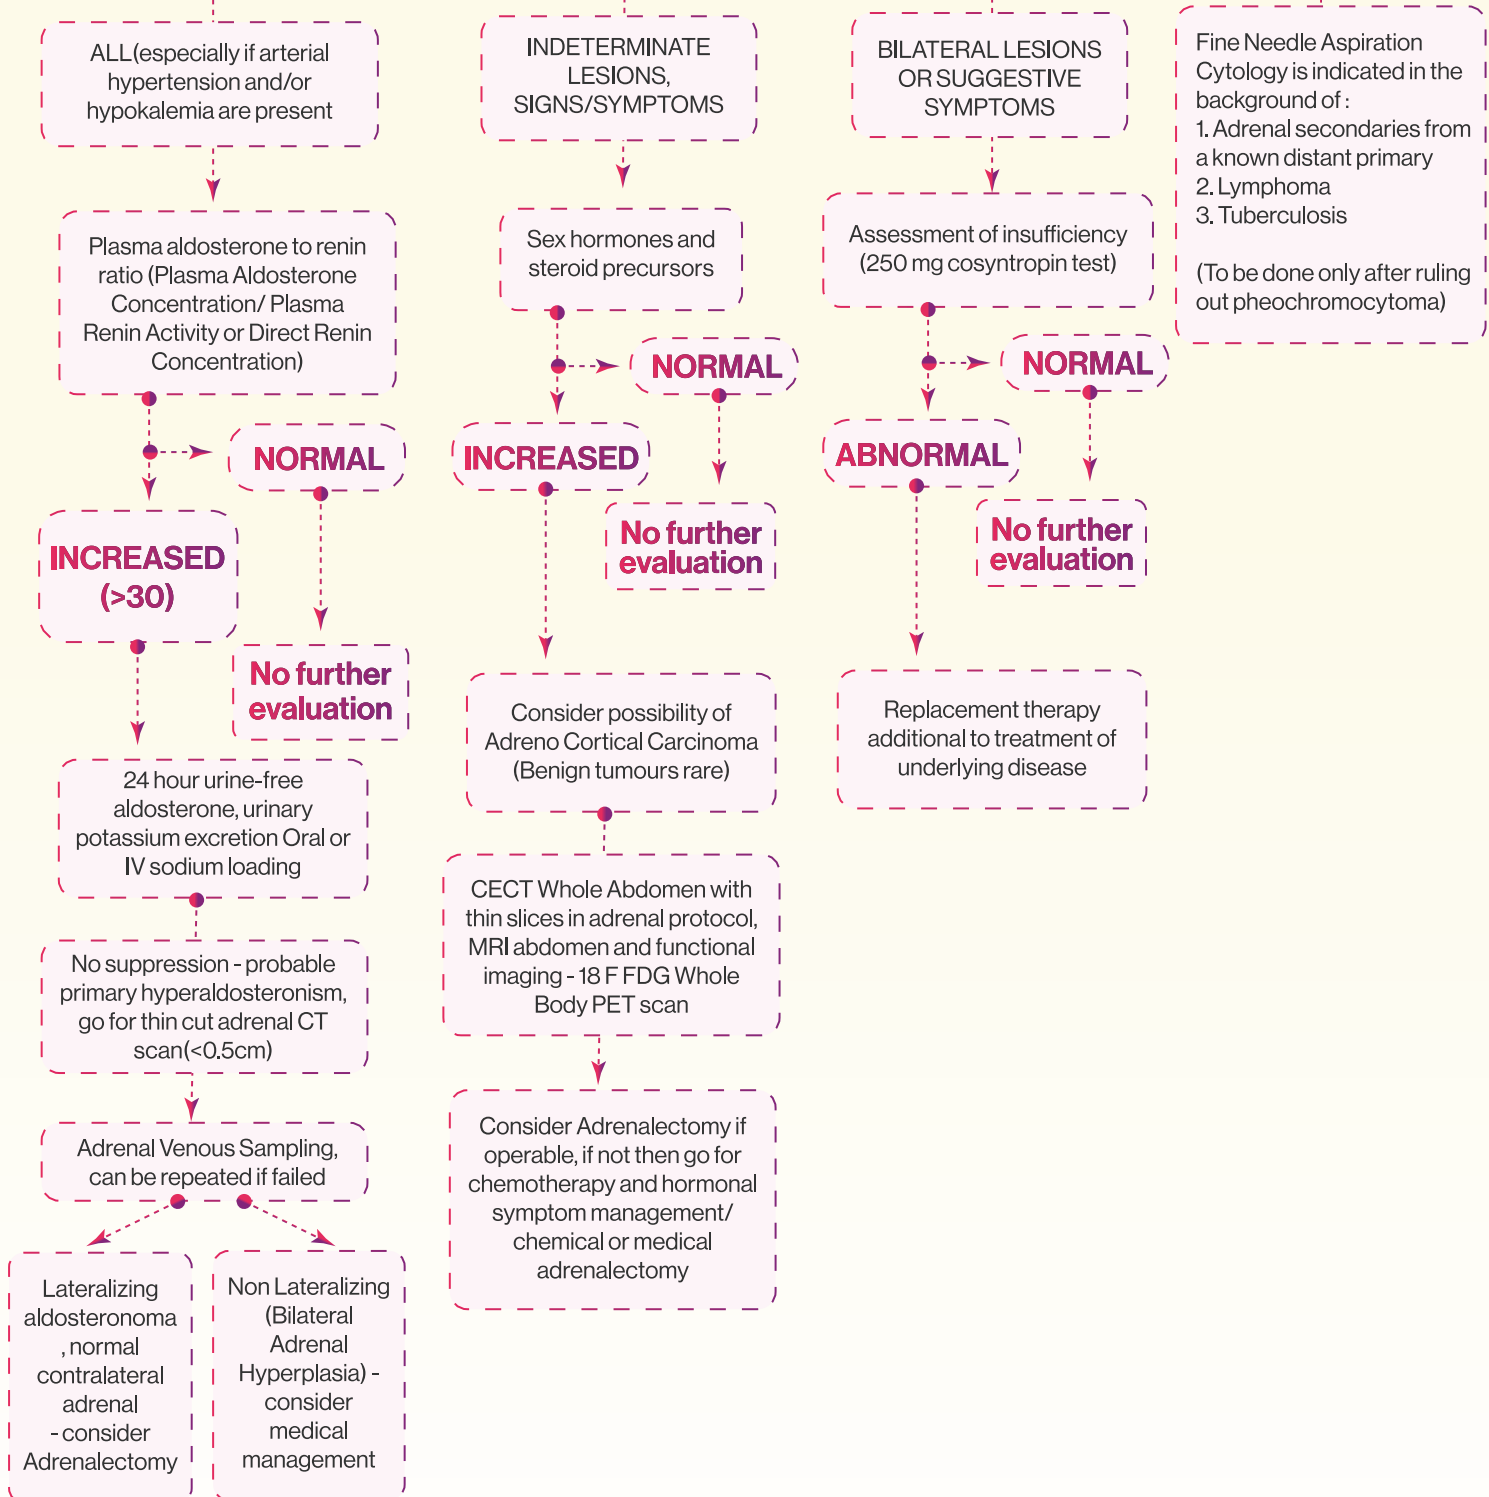 ALL(especially if arterial
hypertension and/or
hypokalemia are present
Plasma aldosterone to renin
ratio (Plasma Aldosterone
Concentration/ Plasma
Renin Activity or Direct Renin
Concentration)
NORMAL
INCREASED
(>30)
No further
evaluation
24 hour urine-free
aldosterone, urinary
potassium excretion Oral or
IV sodium loading
No suppression - probable
primary hyperaldosteronism,
go for thin cut adrenal CT
scan(<0.5cm)
Adrenal Venous Sampling,
can be repeated if failed
Lateralizing
aldosteronoma
, normal
contralateral
adrenal
- consider
Adrenalectomy
Non Lateralizing
(Bilateral
Adrenal
Hyperplasia) -
consider
medical
management
INDETERMINATE
LESIONS,
SIGNS/SYMPTOMS
Sex hormones and
steroid precursors
NORMAL
INCREASED
No further
evaluation
Consider possibility of
Adreno Cortical Carcinoma
(Benign tumours rare)
CECT Whole Abdomen with
thin slices in adrenal protocol,
MRI abdomen and functional
imaging - 18 F FDG Whole
Body PET scan
Consider Adrenalectomy if
operable, if not then go for
chemotherapy and hormonal
symptom management/
chemical or medical
adrenalectomy
BILATERAL LESIONS
OR SUGGESTIVE
SYMPTOMS
Assessment of insufficiency
(250 mg cosyntropin test)
NORMAL
ABNORMAL
No further
evaluation
Replacement therapy
additional to treatment of
underlying disease
Fine Needle Aspiration
Cytology is indicated in the
background of :
1. Adrenal secondaries from
a known distant primary
2. Lymphoma
3. Tuberculosis
(To be done only after ruling
out pheochromocytoma)